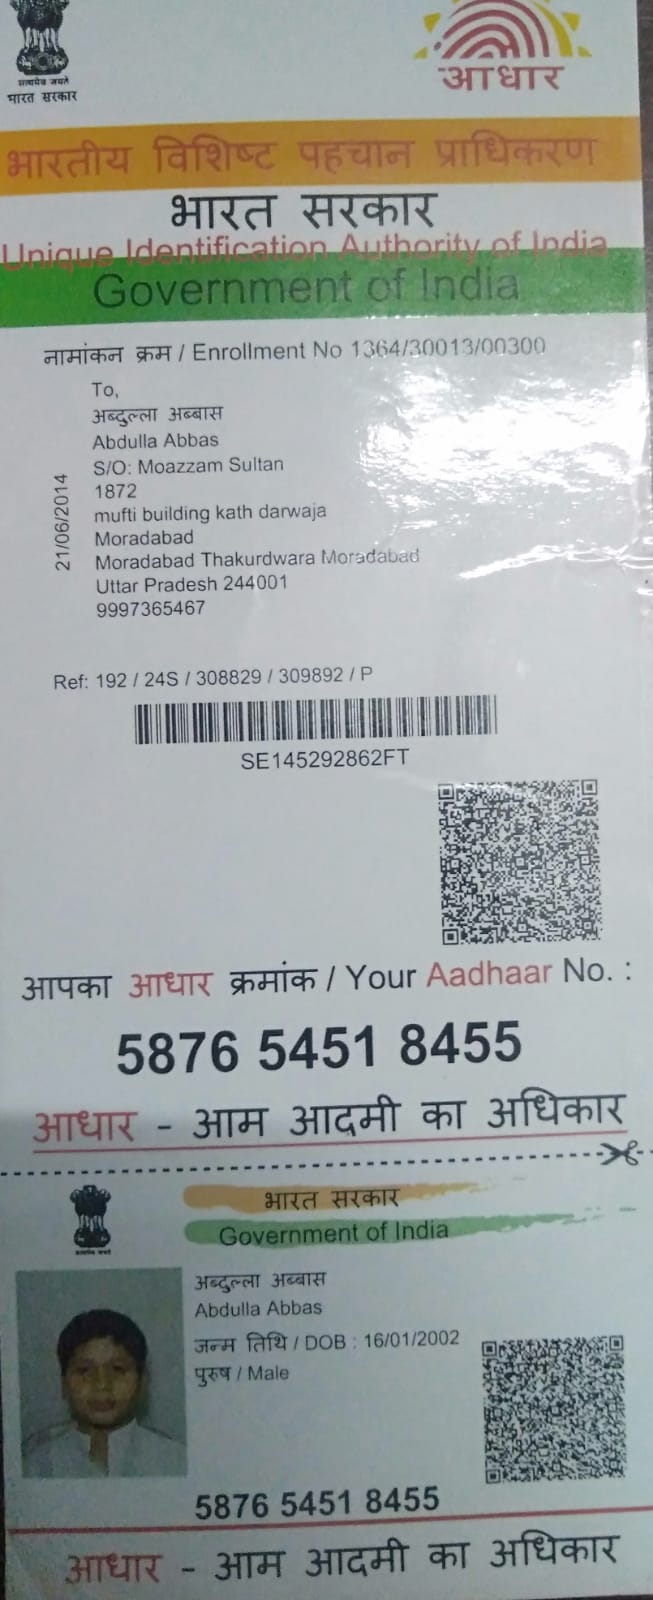 सत्यमेव जयते
भारत सरकार
आधार
भारतीय विशिष्ट पहचान प्राधिकरण
भारत सरकार
Unique Identification Authority of India
Government of India
नामांकन क्रम / Enrollment No 1364/30013/00300
To,
अब्दुल्ला अब्बास
Abdulla Abbas
S/O: Moazzam Sultan
1872
mufti building kath darwaja
Moradabad
Moradabad Thakurdwara Moradabad
Uttar Pradesh 244001
9997365467
21/06/2014
Ref: 192 / 24S / 308829 / 309892 / P
SE145292862FT
आपका आधार क्रमांक / Your Aadhaar No. :
5876 5451 8455
आधार - आम आदमी का अधिकार
भारत सरकार
Government of India
अब्दुल्ला अब्बास
Abdulla Abbas
जन्म तिथि / DOB : 16/01/2002
पुरुष / Male
5876 5451 8455
आधार - आम आदमी का अधिकार